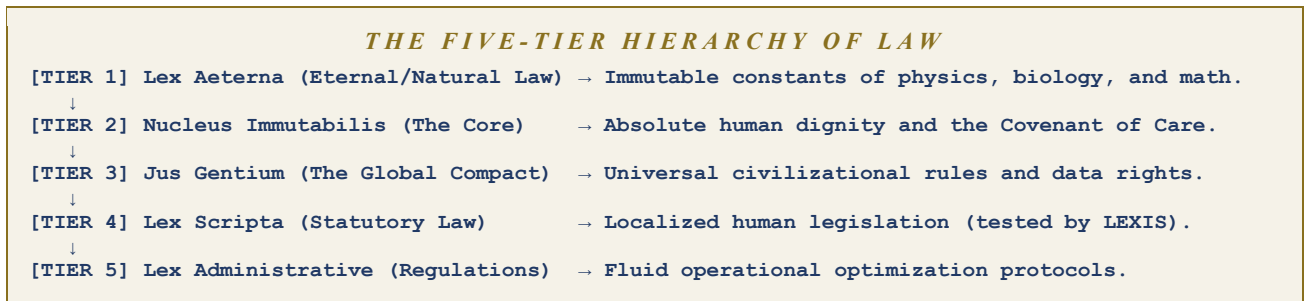 THE FIVE-TIER HIERARCHY OF LAW
[TIER 1] Lex Aeterna (Eternal/Natural Law) → Immutable constants of physics, biology, and math.
↓
[TIER 2] Nucleus Immutabilis (The Core) → Absolute human dignity and the Covenant of Care.
↓
[TIER 3] Jus Gentium (The Global Compact) → Universal civilizational rules and data rights.
↓
[TIER 4] Lex Scripta (Statutory Law) → Localized human legislation (tested by LEXIS).
↓
[TIER 5] Lex Administrative (Regulations) → Fluid operational optimization protocols.